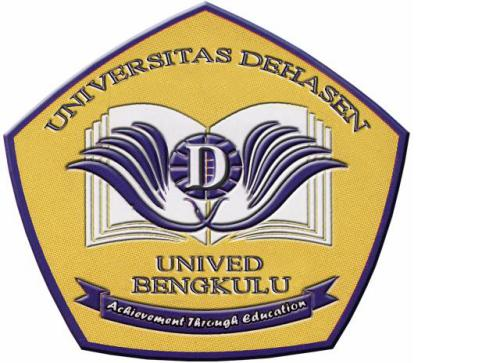 UNIVERSITAS DEHASEN
D
UNIVED
BENGKULU
Achievement Through Education